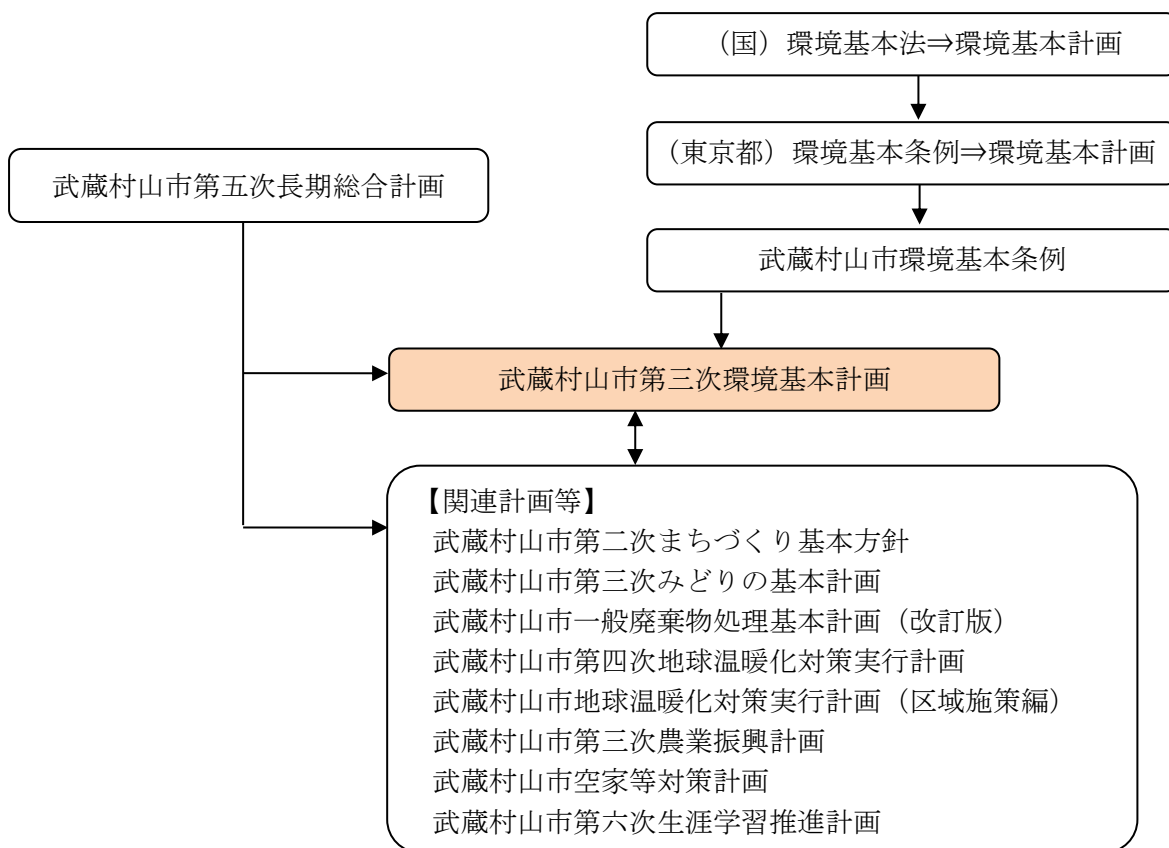 (国)環境基本法⇒環境基本計画
(東京都)環境基本条例⇒環境基本計画
武蔵村山市第五次長期総合計画
武蔵村山市環境基本条例
武蔵村山市第三次環境基本計画
【関連計画等】
武蔵村山市第二次まちづくり基本方針
武蔵村山市第三次みどりの基本計画
武蔵村山市一般廃棄物処理基本計画(改訂版)
武蔵村山市第四次地球温暖化対策実行計画
武蔵村山市地球温暖化対策実行計画(区域施策編)
武蔵村山市第三次農業振興計画
武蔵村山市空家等対策計画
武蔵村山市第六次生涯学習推進計画